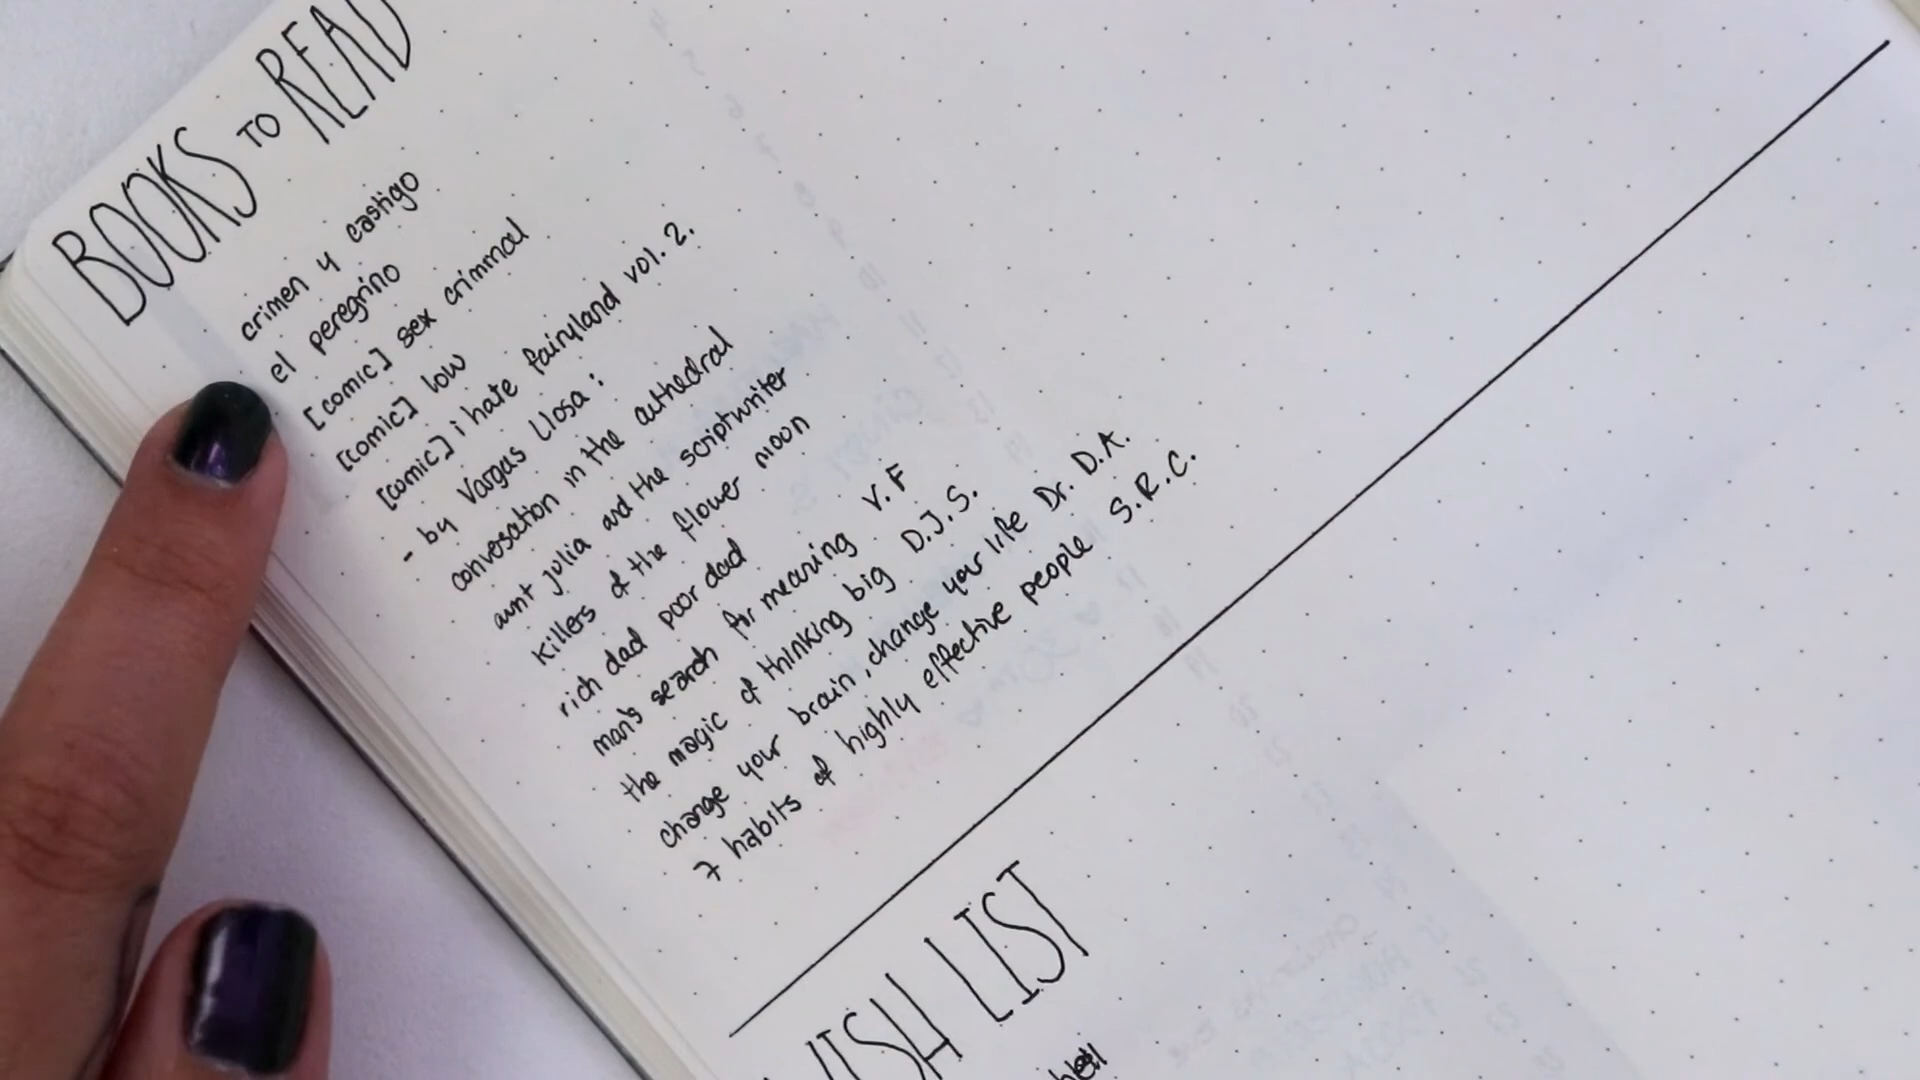 BOOKS TO READ
crimen y castigo
el peregrino
[comic] sex criminal
[comic] low
[comic] i hate fairyland vol. 2.
- by Vargas Llosa:
convesation in the cathedral
aunt julia and the scriptwriter
killers of the flower moon
rich dad poor dad
man's search for meaning V.F
the magic of thinking big D.J.S.
change your brain, change your life Dr. D.A.
7 habits of highly effective people S.R.C.
WISH LIST